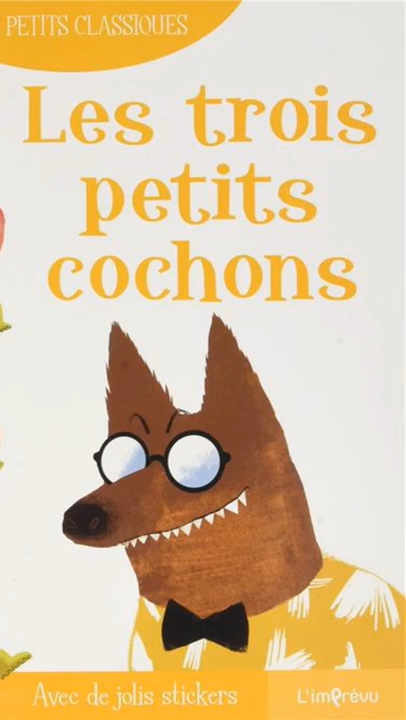 PETITS CLASSIQUES
Les trois
petits
cochons
Avec de jolis stickers
L'imprévu